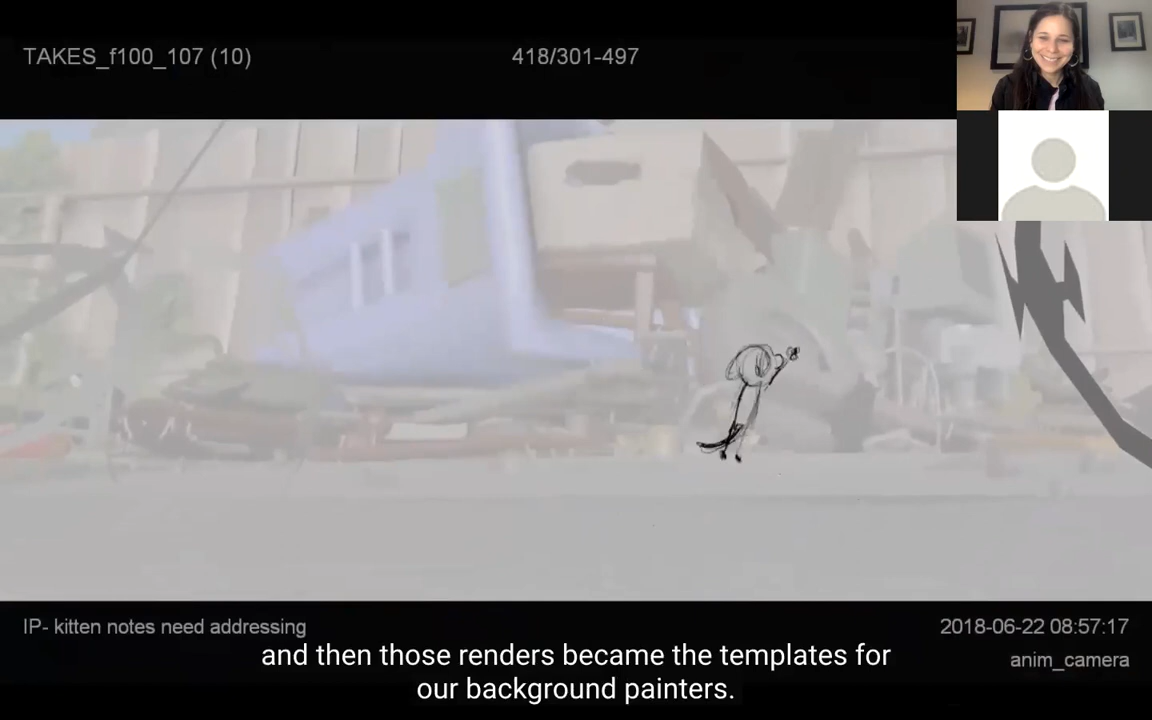 TAKES_f100_107 (10)
418/301-497
IP- kitten notes need addressing
2018-06-22 08:57:17
anim_camera
and then those renders became the templates for
our background painters.